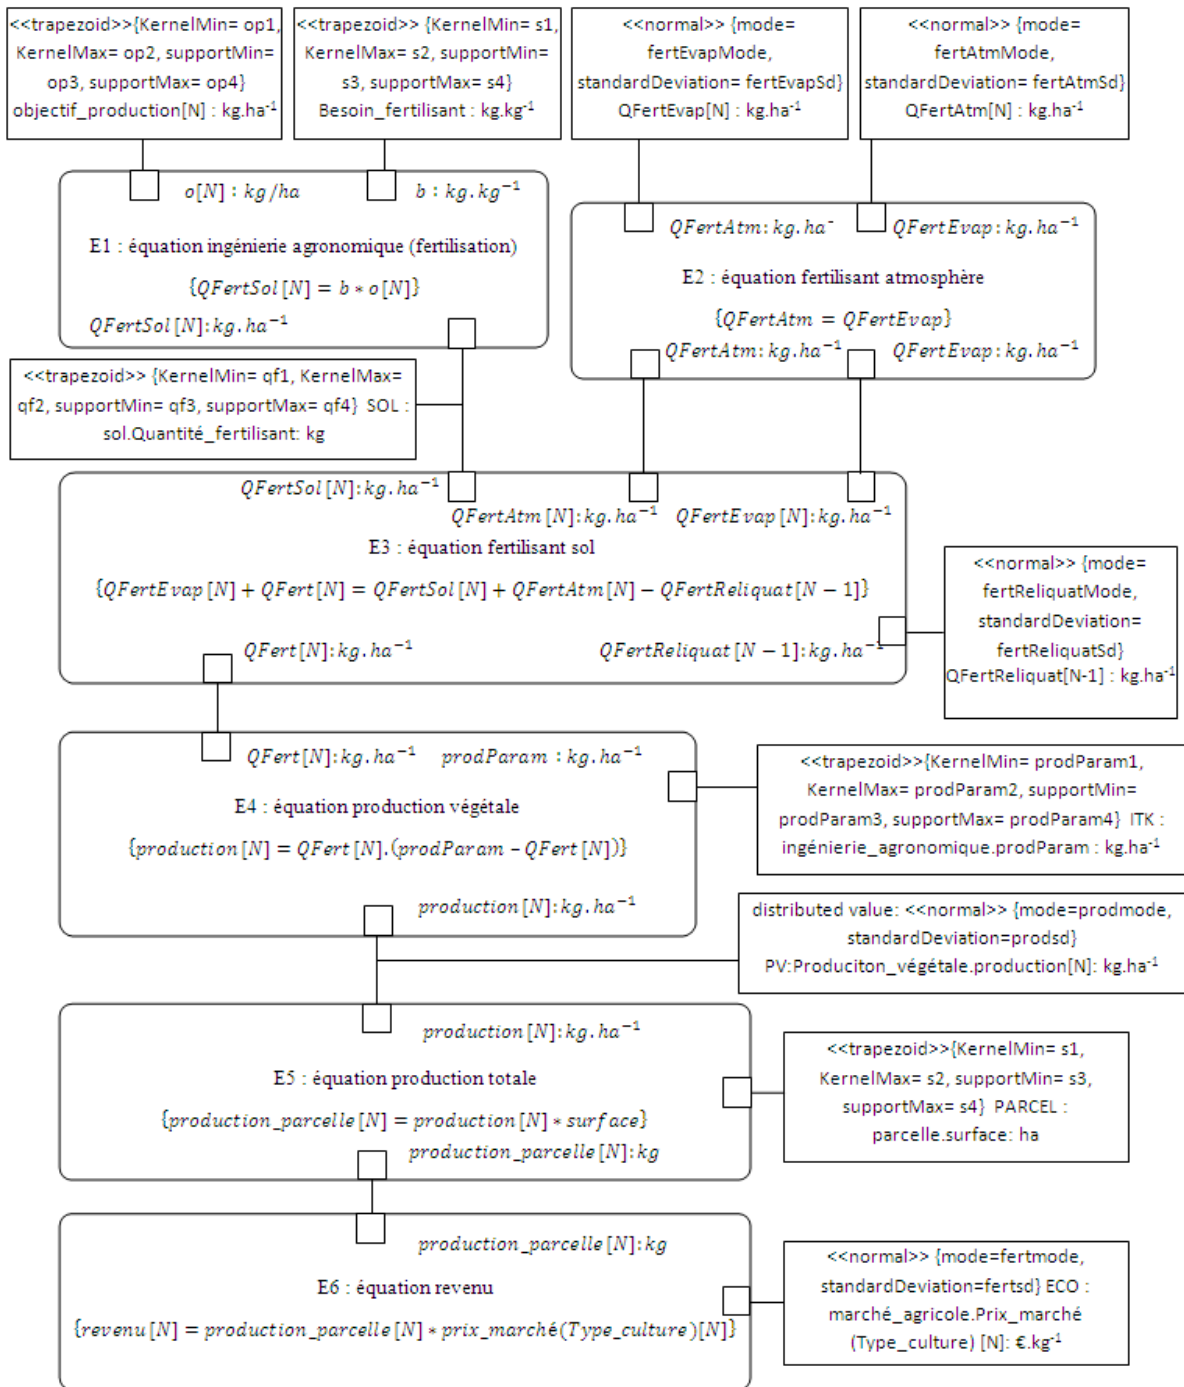 <<trapezoid>>{KernelMin= op1,
KernelMax= op2, supportMin=
op3, supportMax= op4}
objectif_production[N] : kg.ha⁻¹
<<trapezoid>> {KernelMin= s1,
KernelMax= s2, supportMin=
s3, supportMax= s4}
Besoin_fertilisant : kg.kg⁻¹
<<normal>> {mode=
fertEvapMode,
standardDeviation= fertEvapSd}
QFertEvap[N] : kg.ha⁻¹
<<normal>> {mode=
fertAtmMode,
standardDeviation= fertAtmSd}
QFertAtm[N] : kg.ha⁻¹
o[N] : kg/ha
b : kg.kg⁻¹
E1 : équation ingénierie agronomique (fertilisation)
{QFertSol[N] = b * o[N]}
QFertSol[N]: kg.ha⁻¹
QFertAtm: kg.ha⁻
QFertEvap: kg.ha⁻¹
E2 : équation fertilisant atmosphère
{QFertAtm = QFertEvap}
QFertAtm: kg.ha⁻¹
QFertEvap: kg.ha⁻¹
<<trapezoid>> {KernelMin= qf1, KernelMax=
qf2, supportMin= qf3, supportMax= qf4} SOL :
sol.Quantité_fertilisant: kg
QFertSol[N]: kg.ha⁻¹
QFertAtm[N]: kg.ha⁻¹
QFertEvap[N]: kg.ha⁻¹
E3 : équation fertilisant sol
{QFertEvap[N] + QFert[N] = QFertSol[N] + QFertAtm[N] − QFertReliquat[N − 1]}
QFert[N]: kg.ha⁻¹
QFertReliquat[N − 1]: kg.ha⁻¹
<<normal>> {mode=
fertReliquatMode,
standardDeviation=
fertReliquatSd}
QFertReliquat[N-1] : kg.ha⁻¹
QFert[N]: kg.ha⁻¹
prodParam : kg.ha⁻¹
E4 : équation production végétale
{production[N] = QFert[N].(prodParam − QFert[N])}
production[N]: kg.ha⁻¹
<<trapezoid>>{KernelMin= prodParam1,
KernelMax= prodParam2, supportMin=
prodParam3, supportMax= prodParam4} ITK :
ingénierie_agronomique.prodParam : kg.ha⁻¹
distributed value: <<normal>> {mode=prodmode,
standardDeviation=prodsd}
PV:Produciton_végétale.production[N]: kg.ha⁻¹
production[N]: kg.ha⁻¹
E5 : équation production totale
{production_parcelle[N] = production[N] * surface}
production_parcelle[N]: kg
<<trapezoid>>{KernelMin= s1,
KernelMax= s2, supportMin= s3,
supportMax= s4} PARCEL :
parcelle.surface: ha
production_parcelle[N]: kg
E6 : équation revenu
{revenu[N] = production_parcelle[N] * prix_marché(Type_culture)[N]}
<<normal>> {mode=fertmode,
standardDeviation=fertsd} ECO :
marché_agricole.Prix_marché
(Type_culture) [N]: €.kg⁻¹